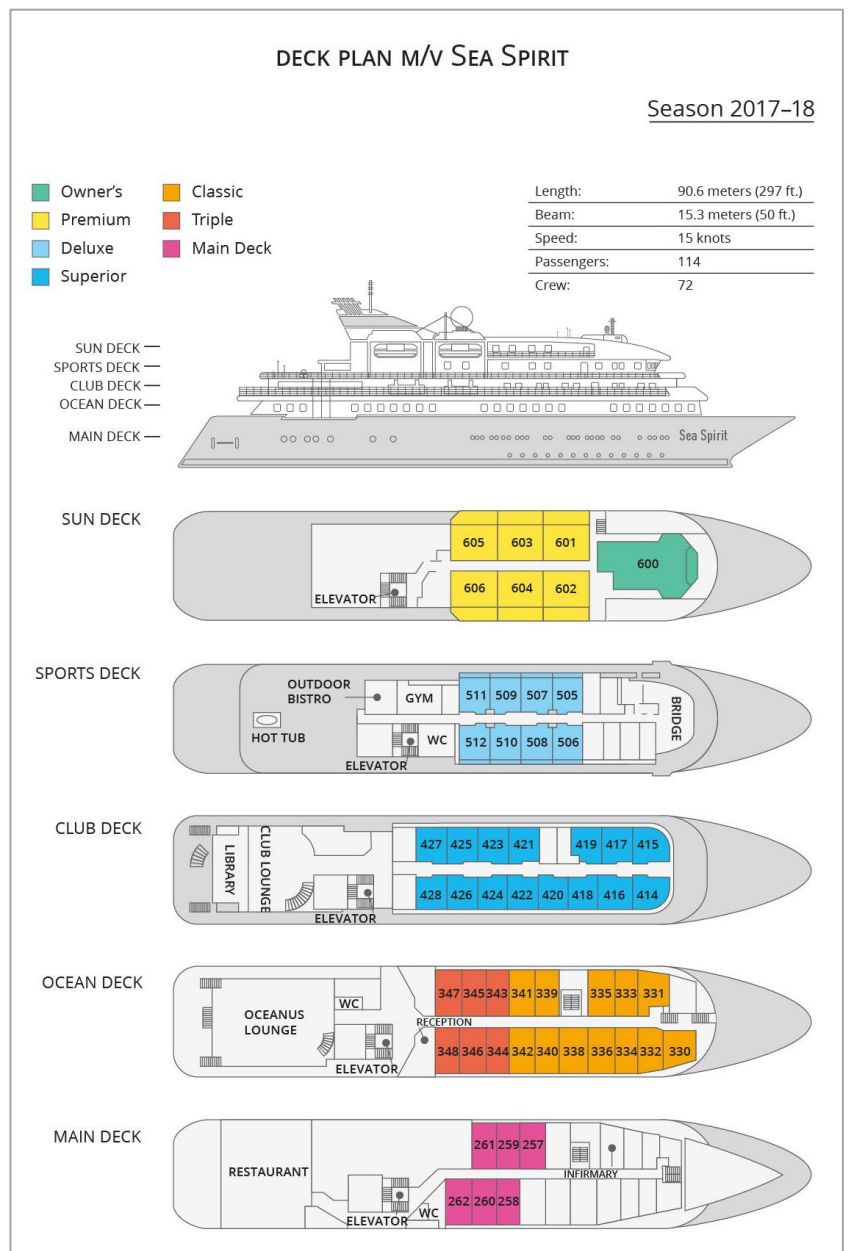 DECK PLAN M/V SEA SPIRIT
Season 2017–18
Owner's
Premium
Deluxe
Superior
Classic
Triple
Main Deck
Length: 90.6 meters (297 ft.)
Beam: 15.3 meters (50 ft.)
Speed: 15 knots
Passengers: 114
Crew: 72
SUN DECK
SPORTS DECK
CLUB DECK
OCEAN DECK
MAIN DECK
Sea Spirit
SUN DECK
605 603 601
600
606 604 602
ELEVATOR
SPORTS DECK
OUTDOOR
BISTRO
GYM
511 509 507 505
BRIDGE
HOT TUB
WC
512 510 508 506
ELEVATOR
CLUB DECK
LIBRARY
CLUB LOUNGE
427 425 423 421 419 417 415
428 426 424 422 420 418 416 414
ELEVATOR
OCEAN DECK
OCEANUS
LOUNGE
WC
347 345 343 341 339 335 333 331
RECEPTION
348 346 344 342 340 338 336 334 332 330
ELEVATOR
MAIN DECK
RESTAURANT
261 259 257
INFIRMARY
262 260 258
WC
ELEVATOR